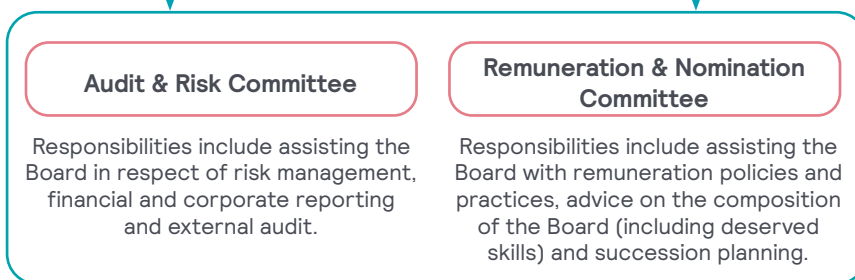 Audit & Risk Committee
Responsibilities include assisting the
Board in respect of risk management,
financial and corporate reporting
and external audit.
Remuneration & Nomination
Committee
Responsibilities include assisting the
Board with remuneration policies and
practices, advice on the composition
of the Board (including deserved
skills) and succession planning.